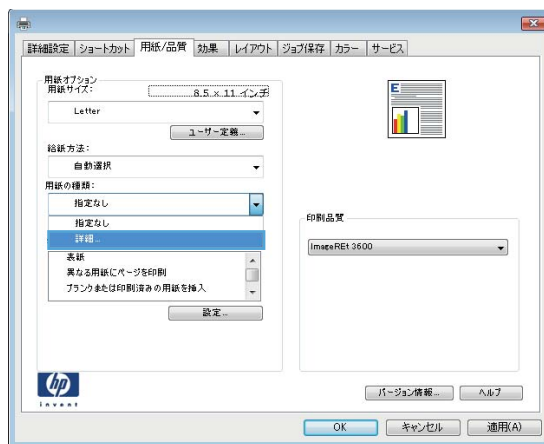 詳細設定 ショートカット 用紙/品質 効果 レイアウト ジョブ保存 カラー サービス
用紙オプション
用紙サイズ: 8.5 × 11 インチ
Letter
ユーザー定義...
給紙方法:
自動選択
用紙の種類:
指定なし
指定なし
詳細...
表紙
異なる用紙にページを印刷
ブランクまたは印刷済みの用紙を挿入
設定...
E
印刷品質
ImageREt 3600
hp
invent
バージョン情報... ヘルプ
OK キャンセル 適用(A)